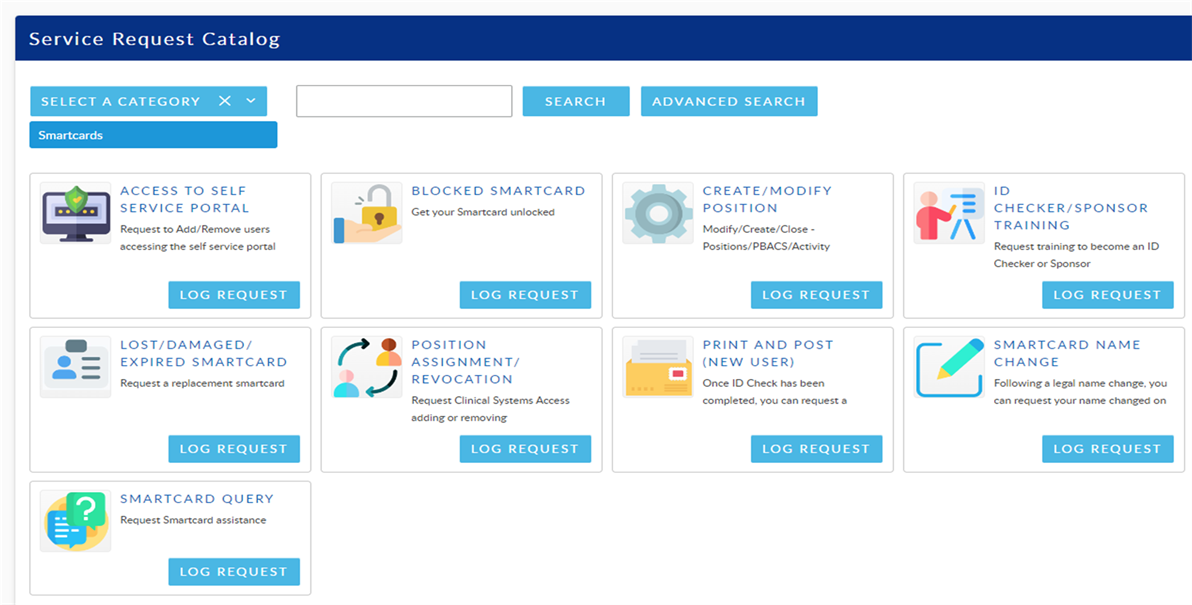 Service Request Catalog
SELECT A CATEGORY
SEARCH
ADVANCED SEARCH
Smartcards
ACCESS TO SELF
SERVICE PORTAL
Request to Add/Remove users
accessing the self service portal
LOG REQUEST
BLOCKED SMARTCARD
Get your Smartcard unlocked
LOG REQUEST
CREATE/MODIFY
POSITION
Modify/Create/Close -
Positions/PBACS/Activity
LOG REQUEST
ID
CHECKER/SPONSOR
TRAINING
Request training to become an ID
Checker or Sponsor
LOG REQUEST
LOST/DAMAGED/
EXPIRED SMARTCARD
Request a replacement smartcard
LOG REQUEST
POSITION
ASSIGNMENT/
REVOCATION
Request Clinical Systems Access
adding or removing
LOG REQUEST
PRINT AND POST
(NEW USER)
Once ID Check has been
completed, you can request a
LOG REQUEST
SMARTCARD NAME
CHANGE
Following a legal name change, you
can request your name changed on
LOG REQUEST
SMARTCARD QUERY
Request Smartcard assistance
LOG REQUEST